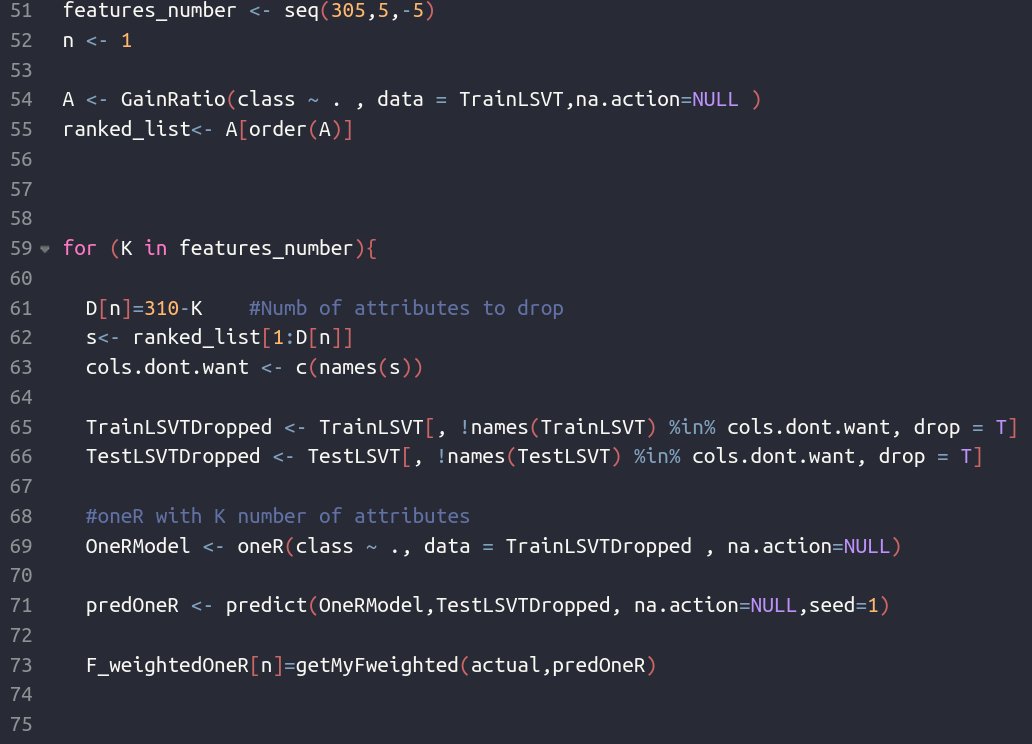 51 features_number <- seq(305,5,-5)
52 n <- 1
53
54 A <- GainRatio(class ~ . , data = TrainLSVT,na.action=NULL )
55 ranked_list<- A[order(A)]
56
57
58
59 for (K in features_number){
60
61 D[n]=310-K    #Numb of attributes to drop
62 s<- ranked_list[1:D[n]]
63 cols.dont.want <- c(names(s))
64
65 TrainLSVTDropped <- TrainLSVT[, !names(TrainLSVT) %in% cols.dont.want, drop = T]
66 TestLSVTDropped <- TestLSVT[, !names(TestLSVT) %in% cols.dont.want, drop = T]
67
68 #oneR with K number of attributes
69 OneRModel <- oneR(class ~ ., data = TrainLSVTDropped , na.action=NULL)
70
71 predOneR <- predict(OneRModel,TestLSVTDropped, na.action=NULL,seed=1)
72
73 F_weightedOneR[n]=getMyFweighted(actual,predOneR)
74
75